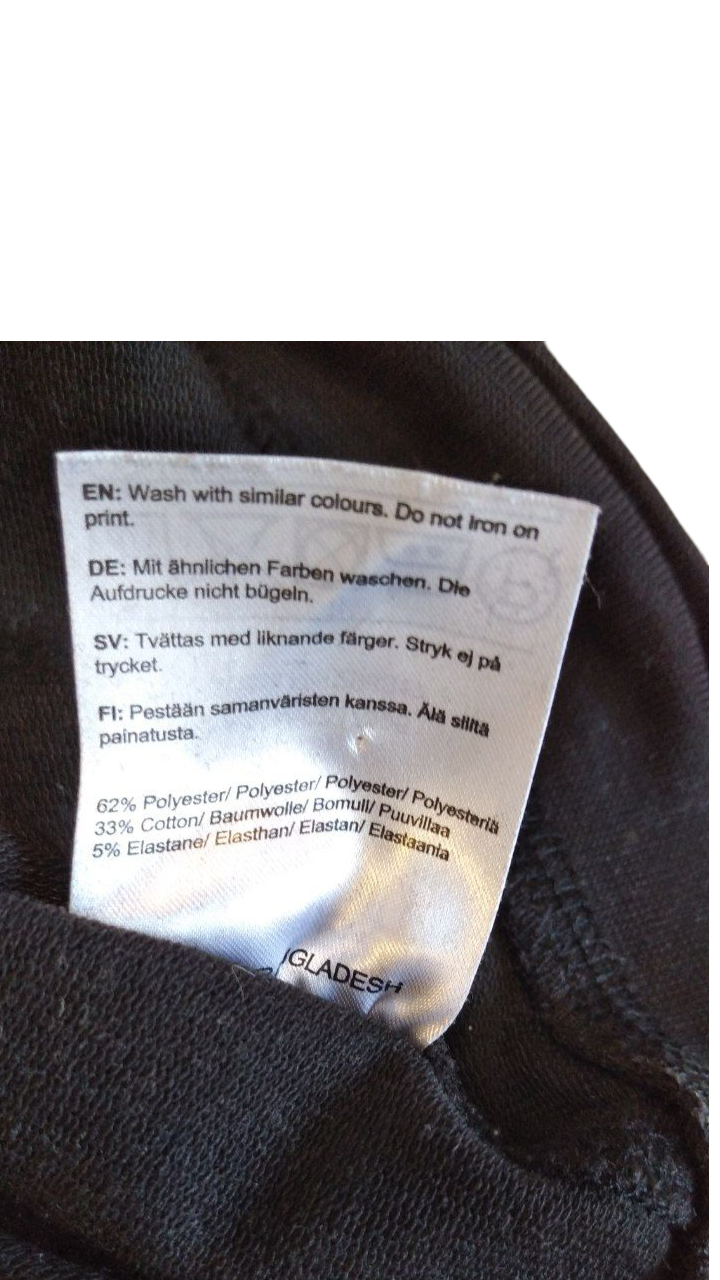 EN: Wash with similar colours. Do not Iron on
print.
DE: Mit ähnlichen Farben waschen. Die
Aufdrucke nicht bügeln.
SV: Tvättas med liknande färger. Stryk ej på
trycket.
FI: Pestään samanväristen kanssa. Älä silitä
painatusta.
62% Polyester/ Polyester/ Polyester/ Polyesteriä
33% Cotton/ Baumwolle/ Bomull/ Puuvillaa
5% Elastane/ Elasthan/ Elastan/ Elastaania
GLADESH